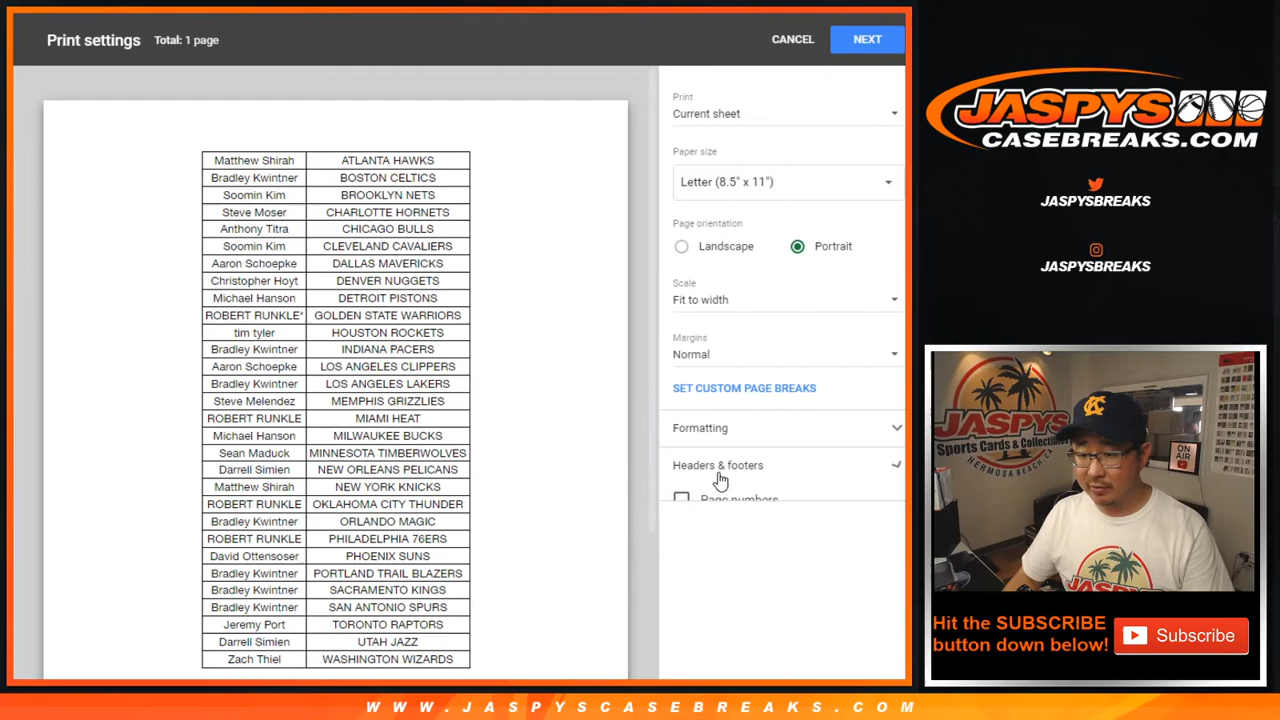 Print settings Total: 1 page CANCEL NEXT
Matthew Shirah ATLANTA HAWKS
Bradley Kwintner BOSTON CELTICS
Soomin Kim BROOKLYN NETS
Steve Moser CHARLOTTE HORNETS
Anthony Titra CHICAGO BULLS
Soomin Kim CLEVELAND CAVALIERS
Aaron Schoepke DALLAS MAVERICKS
Christopher Hoyt DENVER NUGGETS
Michael Hanson DETROIT PISTONS
ROBERT RUNKLE* GOLDEN STATE WARRIORS
tim tyler HOUSTON ROCKETS
Bradley Kwintner INDIANA PACERS
Aaron Schoepke LOS ANGELES CLIPPERS
Bradley Kwintner LOS ANGELES LAKERS
Steve Melendez MEMPHIS GRIZZLIES
ROBERT RUNKLE MIAMI HEAT
Michael Hanson MILWAUKEE BUCKS
Sean Maduck MINNESOTA TIMBERWOLVES
Darrell Simien NEW ORLEANS PELICANS
Matthew Shirah NEW YORK KNICKS
ROBERT RUNKLE OKLAHOMA CITY THUNDER
Bradley Kwintner ORLANDO MAGIC
ROBERT RUNKLE PHILADELPHIA 76ERS
David Ottensoser PHOENIX SUNS
Bradley Kwintner PORTLAND TRAIL BLAZERS
Bradley Kwintner SACRAMENTO KINGS
Bradley Kwintner SAN ANTONIO SPURS
Jeremy Port TORONTO RAPTORS
Darrell Simien UTAH JAZZ
Zach Thiel WASHINGTON WIZARDS
Print
Current sheet
Paper size
Letter (8.5" x 11")
Page orientation
Landscape Portrait
Scale
Fit to width
Margins
Normal
SET CUSTOM PAGE BREAKS
Formatting
Headers & footers
Page numbers
JASPYS
CASEBREAKS.COM
JASPYSBREAKS
JASPYSBREAKS
JASPYS
Sports Cards & Collectibles
HERMOSA BEACH, CA
ON AIR
C
JASPYS
Hit the SUBSCRIBE
button down below!
Subscribe
WWW.JASPYSCASEBREAKS.COM